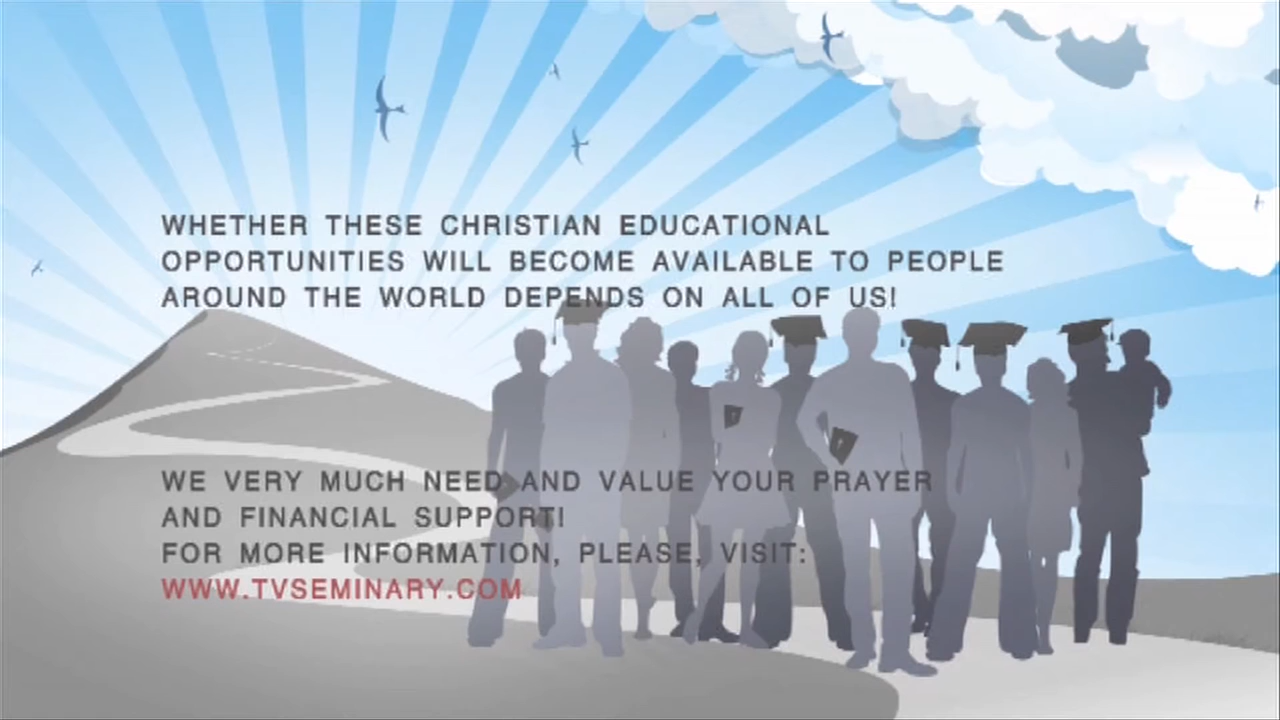 WHETHER THESE CHRISTIAN EDUCATIONAL
OPPORTUNITIES WILL BECOME AVAILABLE TO PEOPLE
AROUND THE WORLD DEPENDS ON ALL OF US!
WE VERY MUCH NEED AND VALUE YOUR PRAYER
AND FINANCIAL SUPPORT!
FOR MORE INFORMATION, PLEASE, VISIT:
WWW.TVSEMINARY.COM